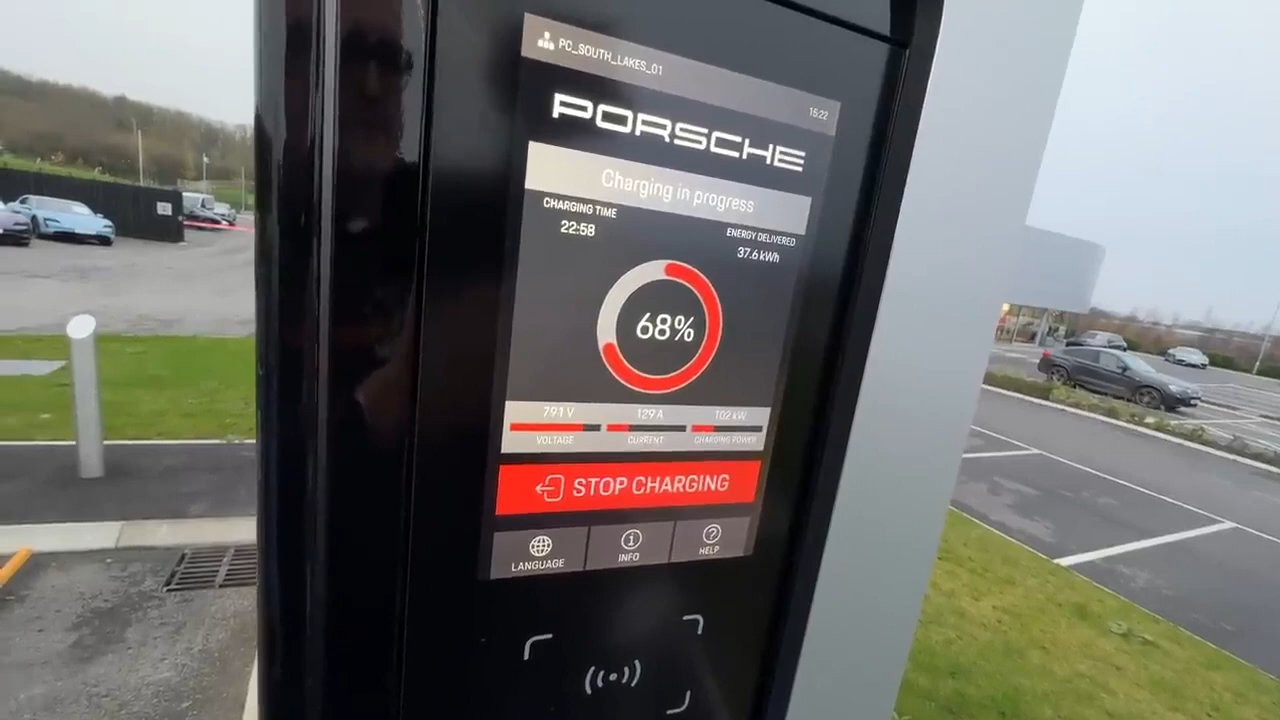 PC_SOUTH_LAKES_01
15:22
PORSCHE
Charging in progress
CHARGING TIME
22:58
ENERGY DELIVERED
37.6 kWh
68%
791 V
129 A
102 kW
VOLTAGE
CURRENT
CHARGING POWER
STOP CHARGING
LANGUAGE
INFO
HELP